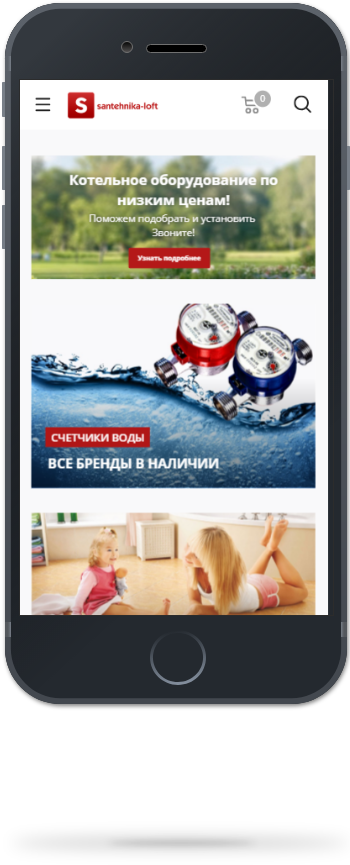 S santehnika-loft
0
Котельное оборудование по
низким ценам!
Поможем подобрать и установить
Звоните!
Узнать подробнее
СЧЕТЧИКИ ВОДЫ
ВСЕ БРЕНДЫ В НАЛИЧИИ